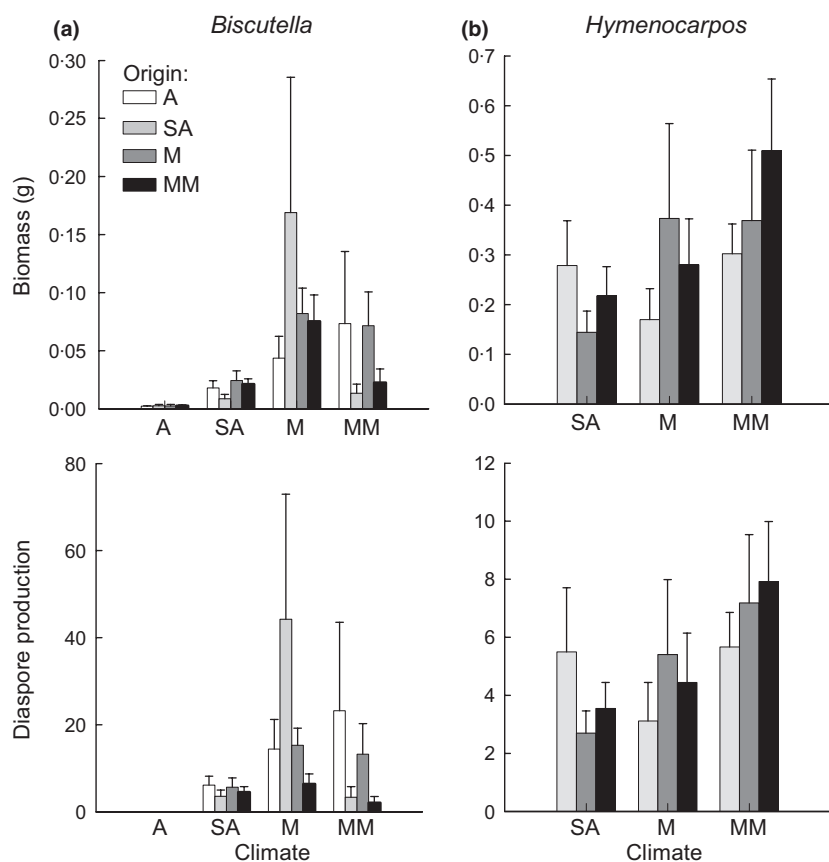 (a) Biscutella
(b) Hymenocarpos
Biomass (g)
0·30
0·25
0·20
0·15
0·10
0·05
0·00
Origin:
A
SA
M
MM
A SA M MM
0·7
0·6
0·5
0·4
0·3
0·2
0·1
0·0
SA M MM
Diaspore production
80
60
40
20
0
A SA M MM
Climate
12
10
8
6
4
2
0
SA M MM
Climate